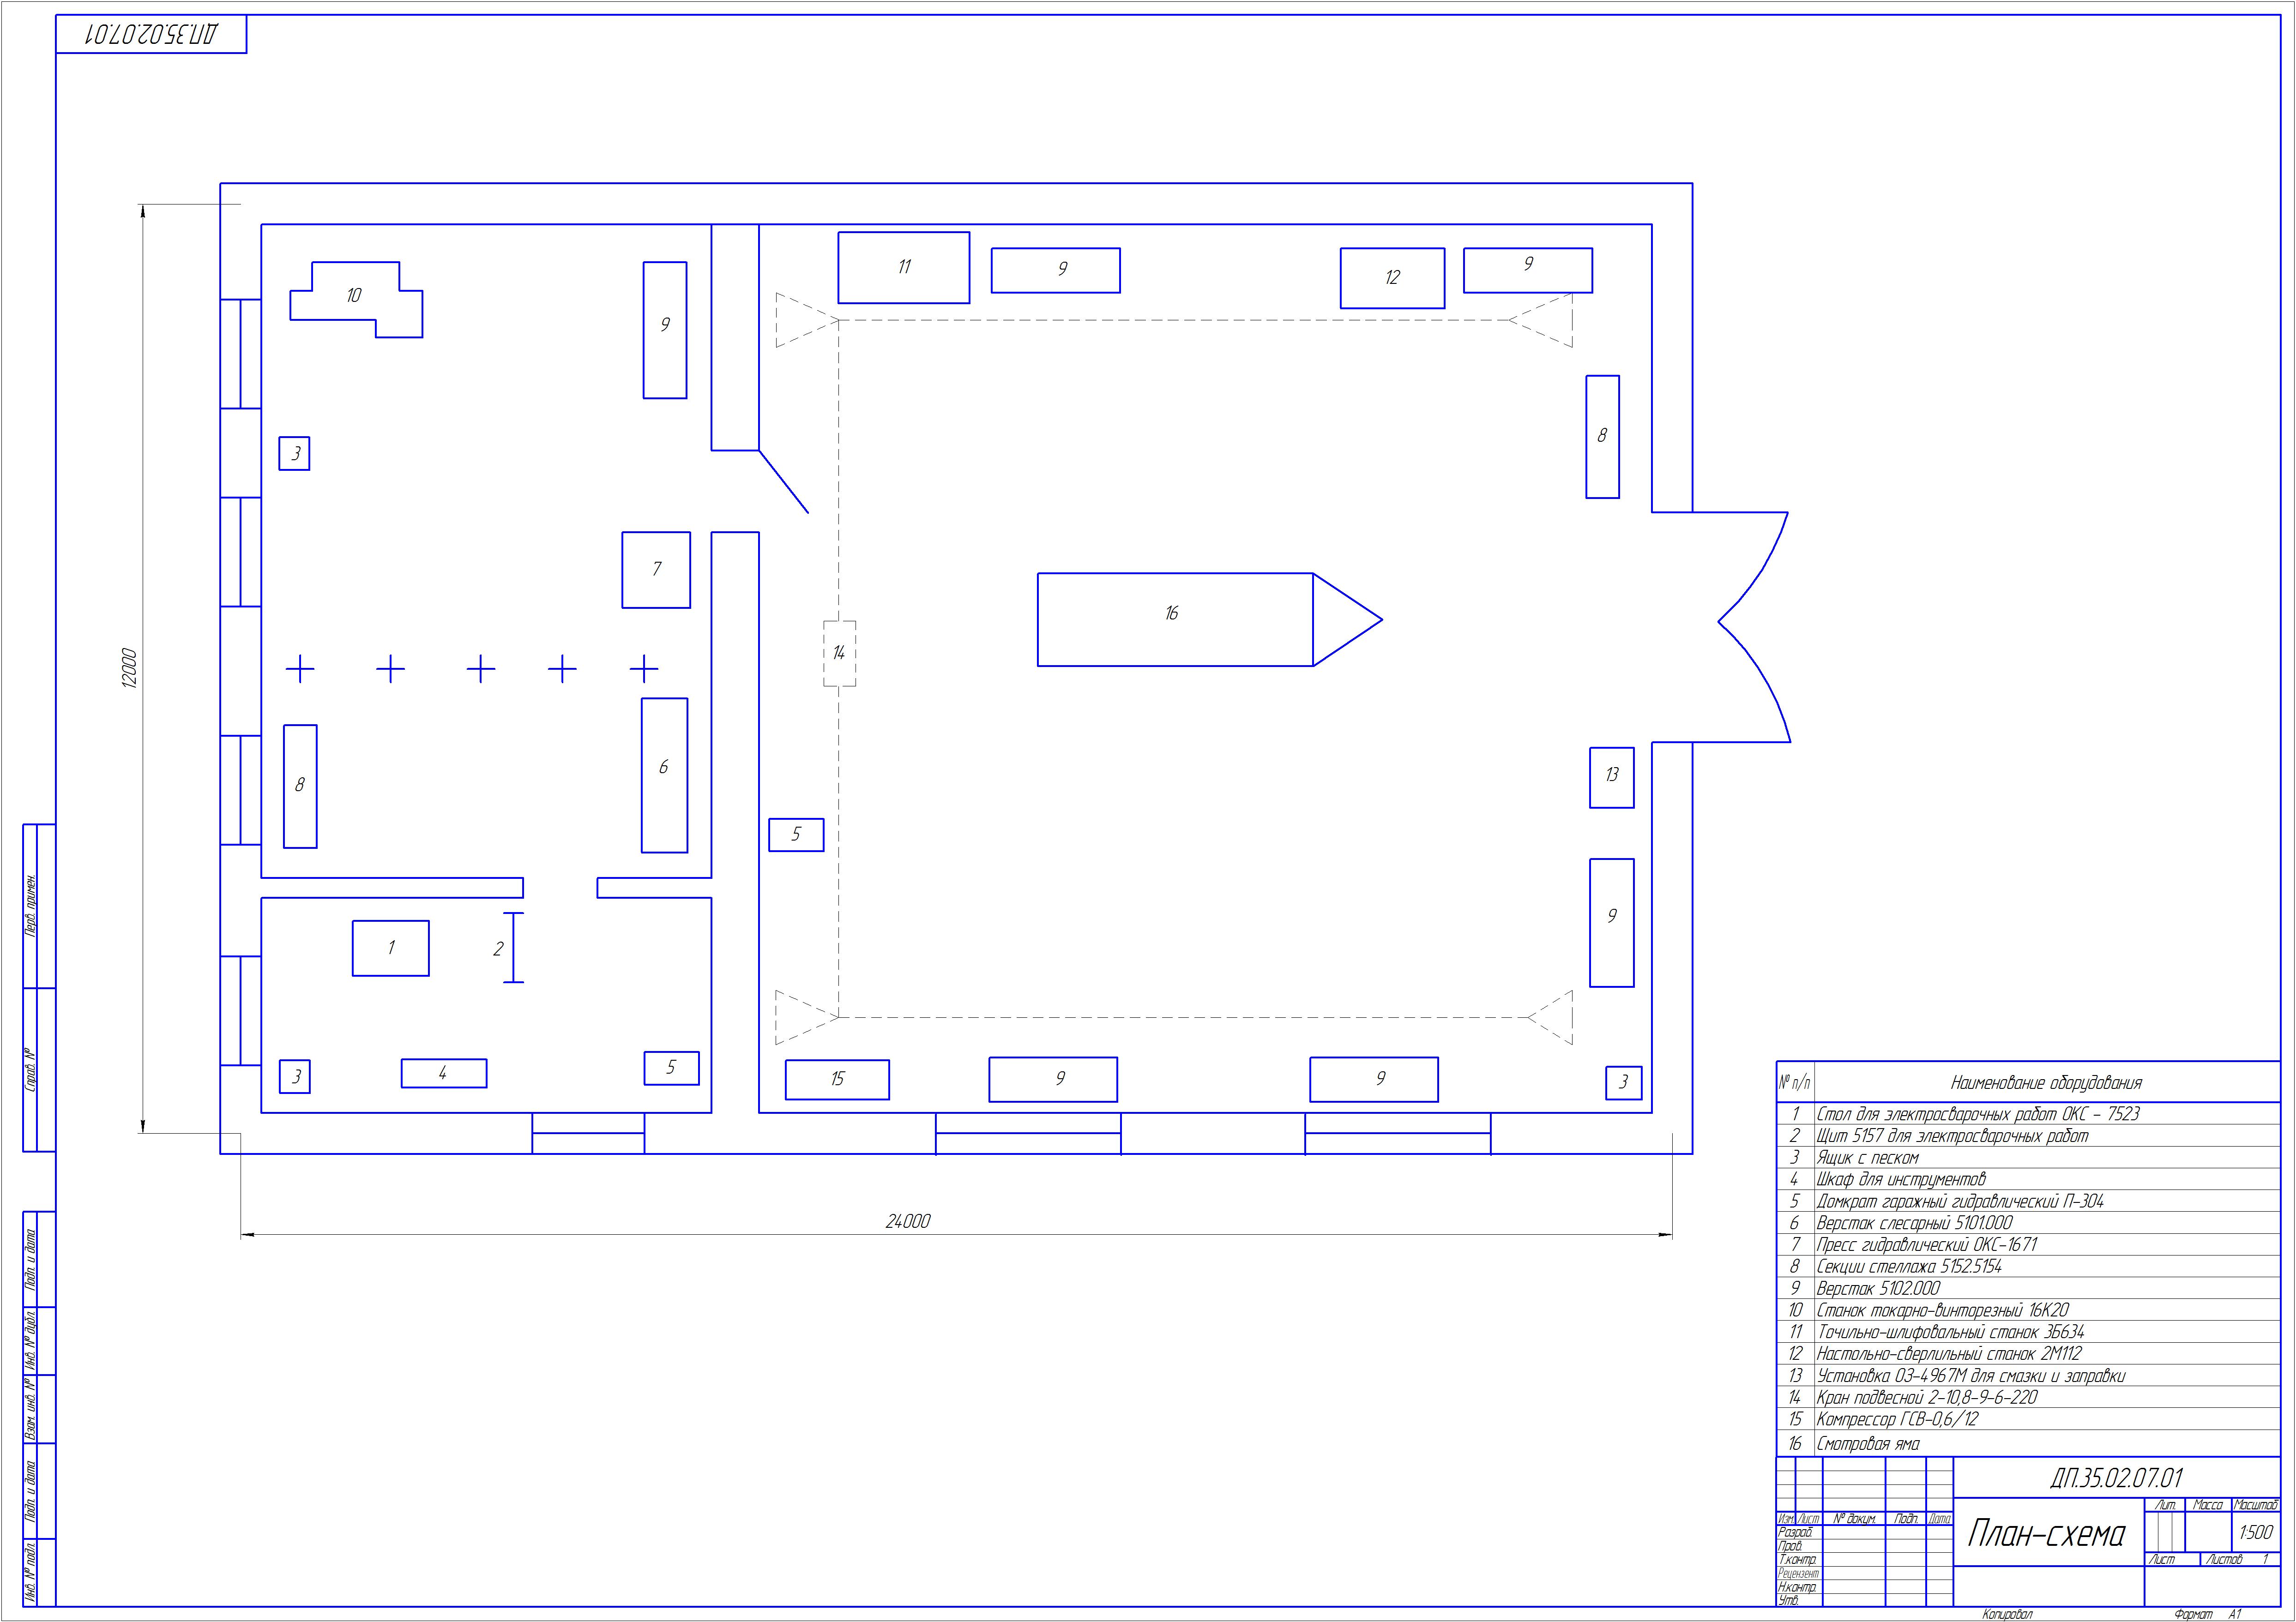 ДП.35.02.07.01
11
9
12
9
10
9
3
8
7
16
14
12000
6
8
13
5
9
1
2
3
4
5
15
9
9
3
24000
Перв. примен.
Справ. №
Подп. и дата
Инв. № дубл.
Взам. инв. №
Подп. и дата
Инв. № подл.
№ п/п Наименование оборудования
1 Стол для электросварочных работ ОКС - 7523
2 Щит 5157 для электросварочных работ
3 Ящик с песком
4 Шкаф для инструментов
5 Домкрат гаражный гидравлический П-304
6 Верстак слесарный 5101.000
7 Пресс гидравлический ОКС-1671
8 Секции стеллажа 5152.5154
9 Верстак 5102.000
10 Станок токарно-винторезный 16К20
11 Точильно-шлифовальный станок 3Б634
12 Настольно-сверлильный станок 2М112
13 Установка ОЗ-4967М для смазки и заправки
14 Кран подвесной 2-10,8-9-6-220
15 Компрессор ГСВ-0,6/12
16 Смотровая яма
ДП.35.02.07.01
Изм. Лист № докум. Подп. Дата
Разраб.
Пров.
Т.контр.
Рецензент
Н.контр.
Утв.
План-схема
Лит. Масса Масштаб
1:500
Лист Листов 1
Копировал Формат А1